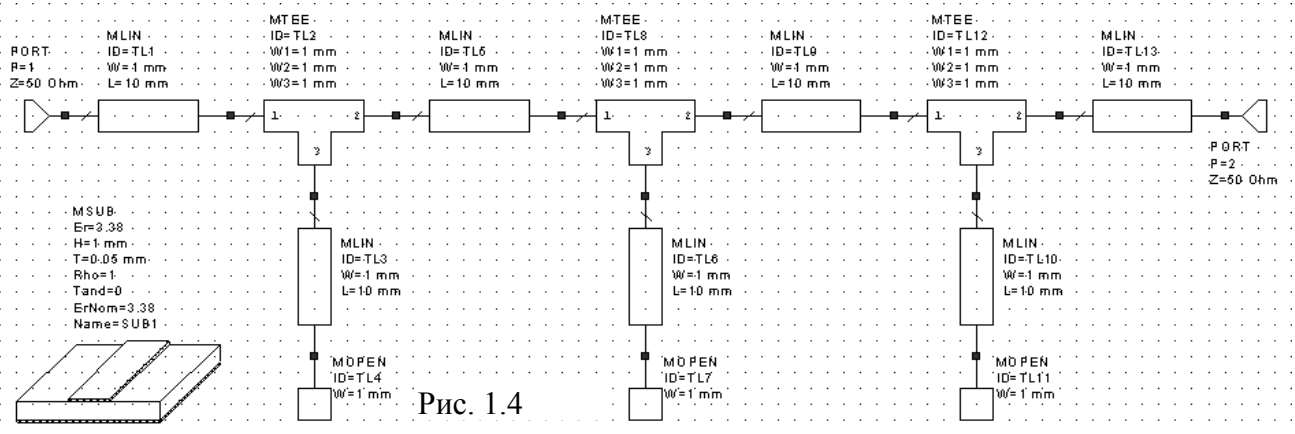 PORT
P=1
Z=50 Ohm
MLIN
ID=TL1
W=1 mm
L=10 mm
MTEE
ID=TL2
W1=1 mm
W2=1 mm
W3=1 mm
1
2
3
MLIN
ID=TL5
W=1 mm
L=10 mm
MTEE
ID=TL8
W1=1 mm
W2=1 mm
W3=1 mm
1
2
3
MLIN
ID=TL9
W=1 mm
L=10 mm
MTEE
ID=TL12
W1=1 mm
W2=1 mm
W3=1 mm
1
2
3
MLIN
ID=TL13
W=1 mm
L=10 mm
PORT
P=2
Z=50 Ohm
MSUB
Er=3.38
H=1 mm
T=0.05 mm
Rho=1
Tand=0
ErNom=3.38
Name=SUB1
MLIN
ID=TL3
W=1 mm
L=10 mm
MLIN
ID=TL6
W=1 mm
L=10 mm
MLIN
ID=TL10
W=1 mm
L=10 mm
MOPEN
ID=TL4
W=1 mm
Рис. 1.4
MOPEN
ID=TL7
W=1 mm
MOPEN
ID=TL11
W=1 mm